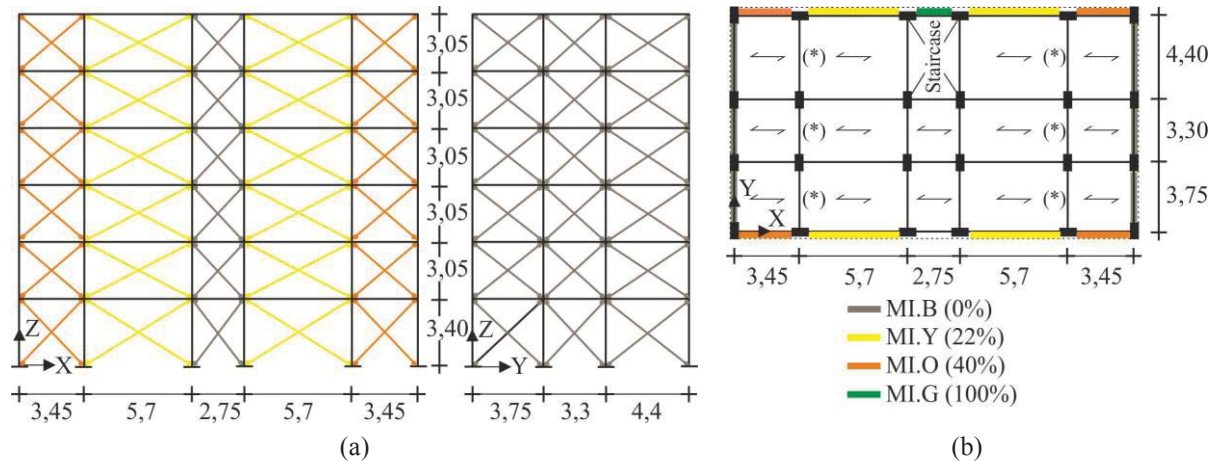 3,05
3,05
3,05
3,05
3,05
3,40
Z
X
Z
Y
3,45 5,7 2,75 5,7 3,45
3,75 3,3 4,4
(a)
Staircase
(*) (*)
(*) (*)
(*) (*)
Y
X
4,40
3,30
3,75
3,45 5,7 2,75 5,7 3,45
MI.B (0%)
MI.Y (22%)
MI.O (40%)
MI.G (100%)
(b)